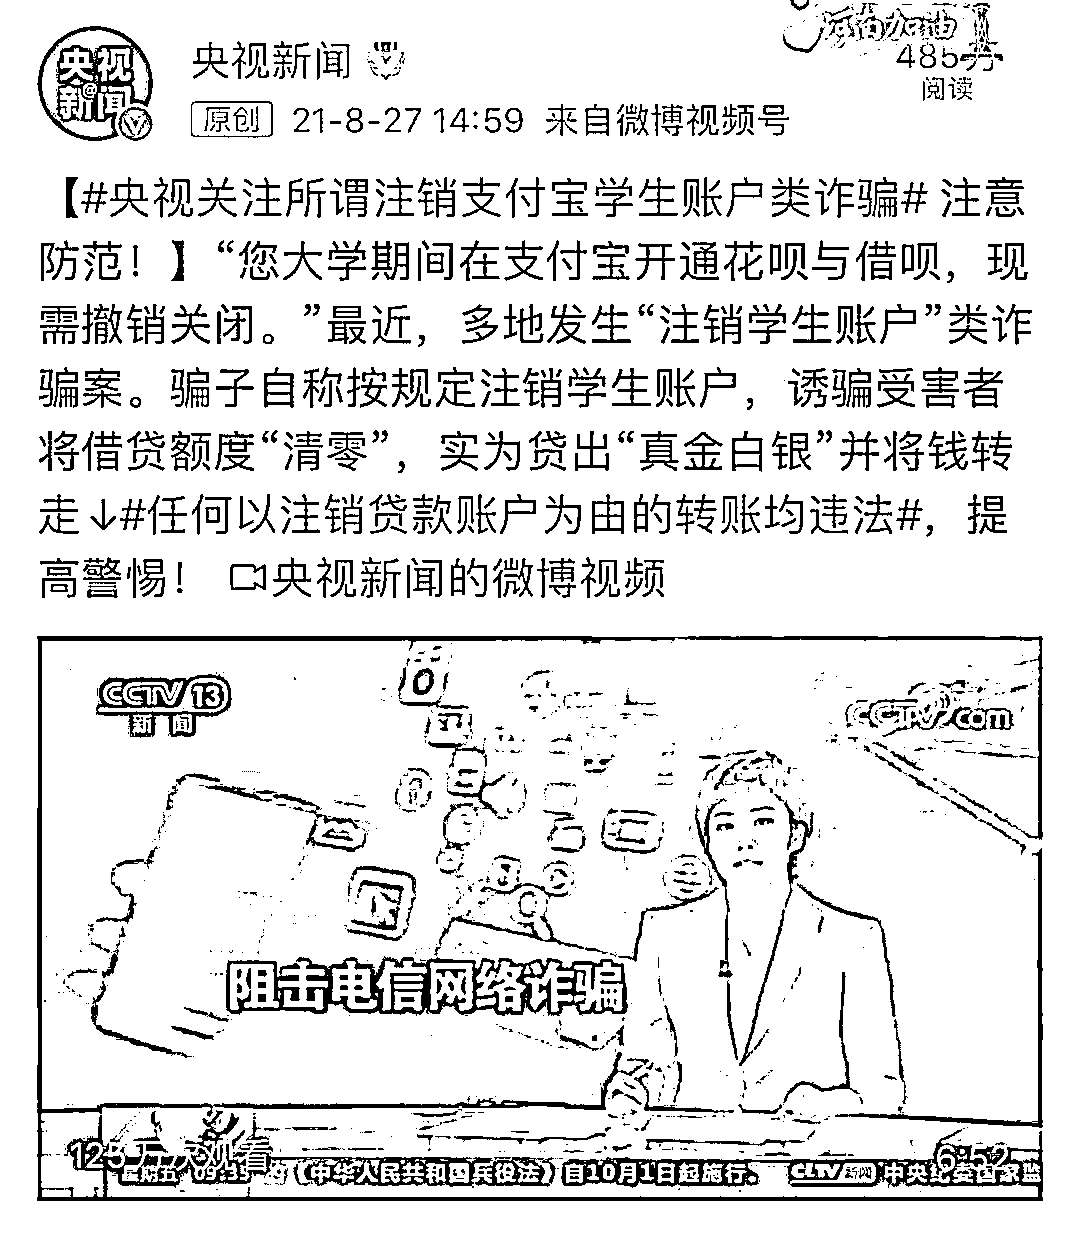 央视
@
新闻
央视新闻
河南加油
485万
阅读
原创 21-8-27 14:59 来自微博视频号
【#央视关注所谓注销支付宝学生账户类诈骗# 注意
防范！】“您大学期间在支付宝开通花呗与借呗，现
需撤销关闭。”最近，多地发生“注销学生账户”类诈
骗案。骗子自称按规定注销学生账户，诱骗受害者
将借贷额度“清零”，实为贷出“真金白银”并将钱转
走↓#任何以注销贷款账户为由的转账均违法#，提
高警惕！ 央视新闻的微博视频
CCTV 13
新闻
CCTV.com
阻击电信网络诈骗
125万次观看
6:52
星期五 09:33 《中华人民共和国兵役法》自10月1日起施行。 CCTV新闻 中央纪委国家监